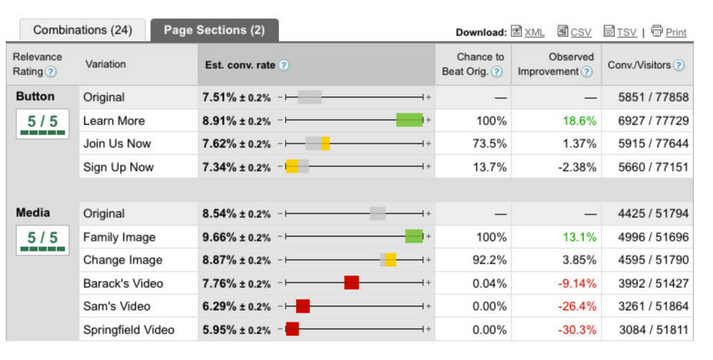 Combinations (24) Page Sections (2) Download: XML CSV TSV | Print
Relevance Rating ? Variation Est. conv. rate ? Chance to Beat Orig. ? Observed Improvement ? Conv./Visitors ?
Button Original 7.51% ± 0.2% — — 5851 / 77858
5 / 5 Learn More 8.91% ± 0.2% 100% 18.6% 6927 / 77729
Join Us Now 7.62% ± 0.2% 73.5% 1.37% 5915 / 77644
Sign Up Now 7.34% ± 0.2% 13.7% -2.38% 5660 / 77151
Media Original 8.54% ± 0.2% — — 4425 / 51794
5 / 5 Family Image 9.66% ± 0.2% 100% 13.1% 4996 / 51696
Change Image 8.87% ± 0.2% 92.2% 3.85% 4595 / 51790
Barack's Video 7.76% ± 0.2% 0.04% -9.14% 3992 / 51427
Sam's Video 6.29% ± 0.2% 0.00% -26.4% 3261 / 51864
Springfield Video 5.95% ± 0.2% 0.00% -30.3% 3084 / 51811